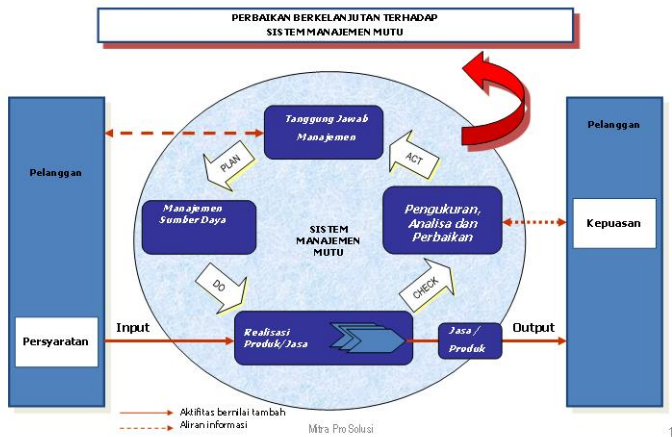 PERBAIKAN BERKELANJUTAN TERHADAP
SISTEM MANAJEMEN MUTU
Pelanggan
Persyaratan
Tanggung Jawab
Manajemen
PLAN
ACT
Manajemen
Sumber Daya
SISTEM
MANAJEMEN
MUTU
Pengukuran,
Analisa dan
Perbaikan
DO
CHECK
Input
Realisasi
Produk/Jasa
Jasa /
Produk
Output
Pelanggan
Kepuasan
Aktifitas bernilai tambah
Aliran informasi
Mitra Pro Solusi
1